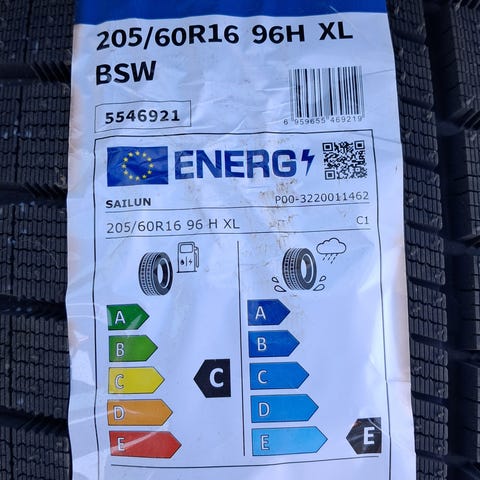 205/60R16 96H XL
BSW
5546921
6 959655 469219
ENERG
SAILUN P00-3220011462
205/60R16 96 H XL C1
A A
B B
C C C
D D
E E E